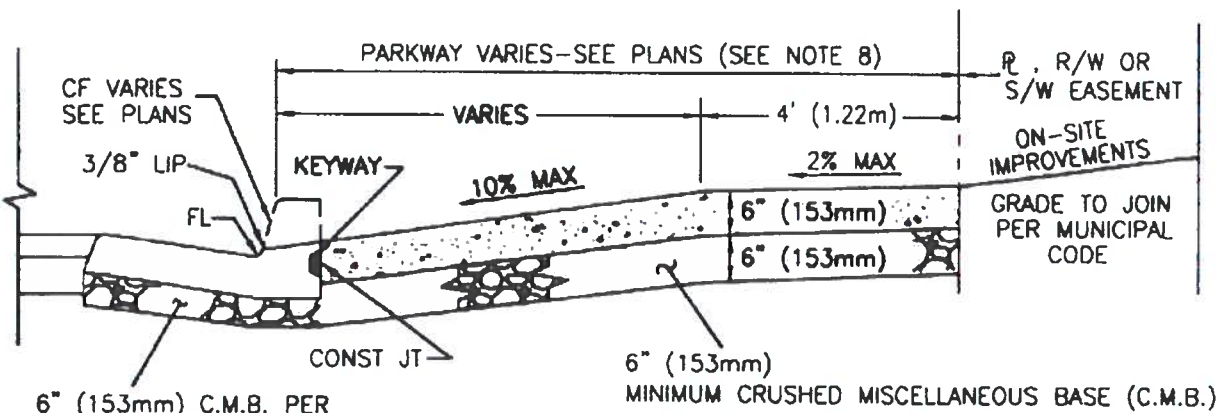 PARKWAY VARIES-SEE PLANS (SEE NOTE 8)
CF VARIES
SEE PLANS
VARIES
4' (1.22m)
℄, R/W OR
S/W EASEMENT
3/8" LIP
KEYWAY
10% MAX
2% MAX
ON-SITE
IMPROVEMENTS
FL
6" (153mm)
6" (153mm)
GRADE TO JOIN
PER MUNICIPAL
CODE
CONST JT
6" (153mm)
MINIMUM CRUSHED MISCELLANEOUS BASE (C.M.B.)
6" (153mm) C.M.B. PER